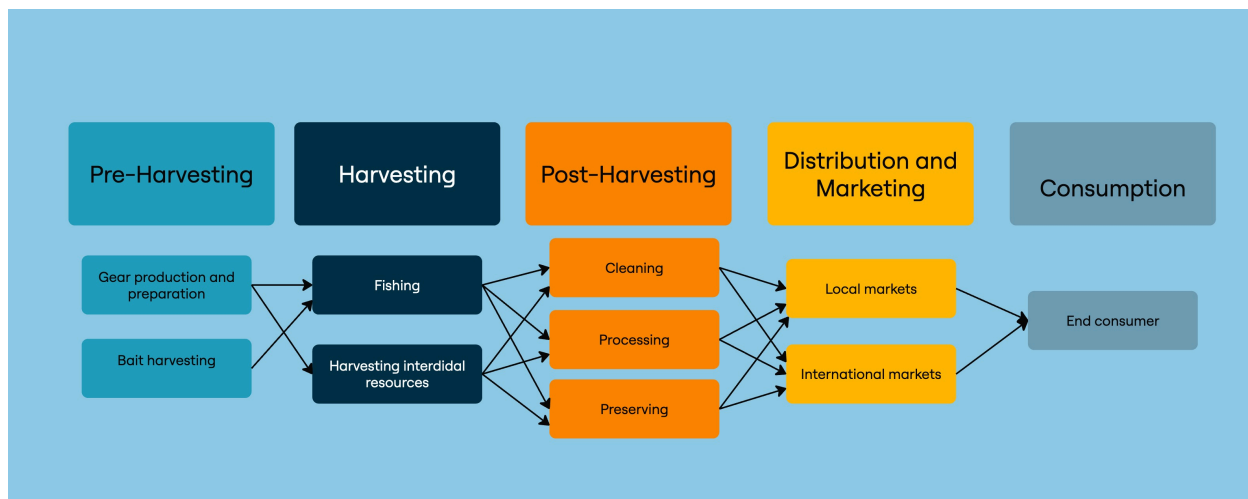 Pre-Harvesting
Harvesting
Post-Harvesting
Distribution and
Marketing
Consumption
Gear production and
preparation
Bait harvesting
Fishing
Harvesting interdidal
resources
Cleaning
Processing
Preserving
Local markets
International markets
End consumer